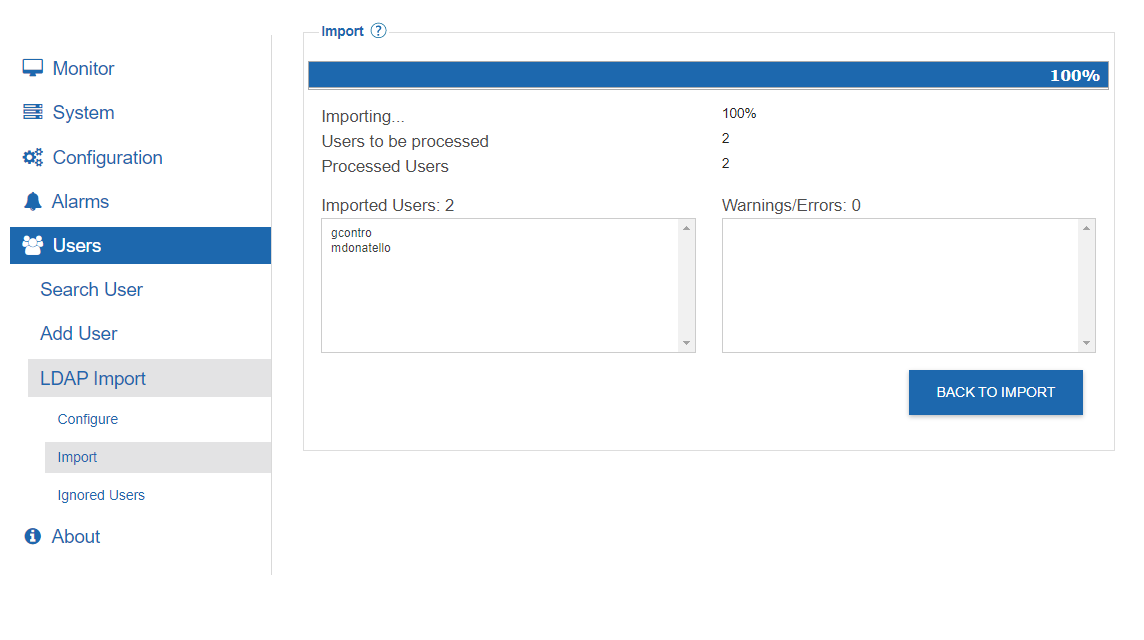 Monitor
System
Configuration
Alarms
Users
Search User
Add User
LDAP Import
Configure
Import
Ignored Users
About
Import ?
100%
Importing... 100%
Users to be processed 2
Processed Users 2
Imported Users: 2
gcontro
mdonatello
Warnings/Errors: 0
BACK TO IMPORT